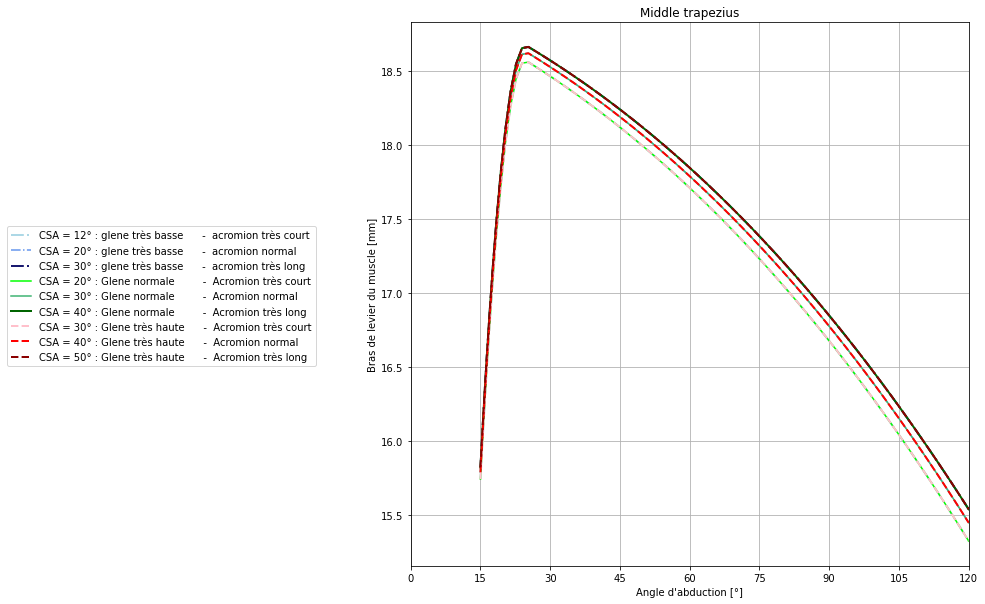 Middle trapezius
CSA = 12° : glene très basse - acromion très court
CSA = 20° : glene très basse - acromion normal
CSA = 30° : glene très basse - acromion très long
CSA = 20° : Glene normale - Acromion très court
CSA = 30° : Glene normale - Acromion normal
CSA = 40° : Glene normale - Acromion très long
CSA = 30° : Glene très haute - Acromion très court
CSA = 40° : Glene très haute - Acromion normal
CSA = 50° : Glene très haute - Acromion très long
Bras de levier du muscle [mm]
18.5
18.0
17.5
17.0
16.5
16.0
15.5
0 15 30 45 60 75 90 105 120
Angle d'abduction [°]